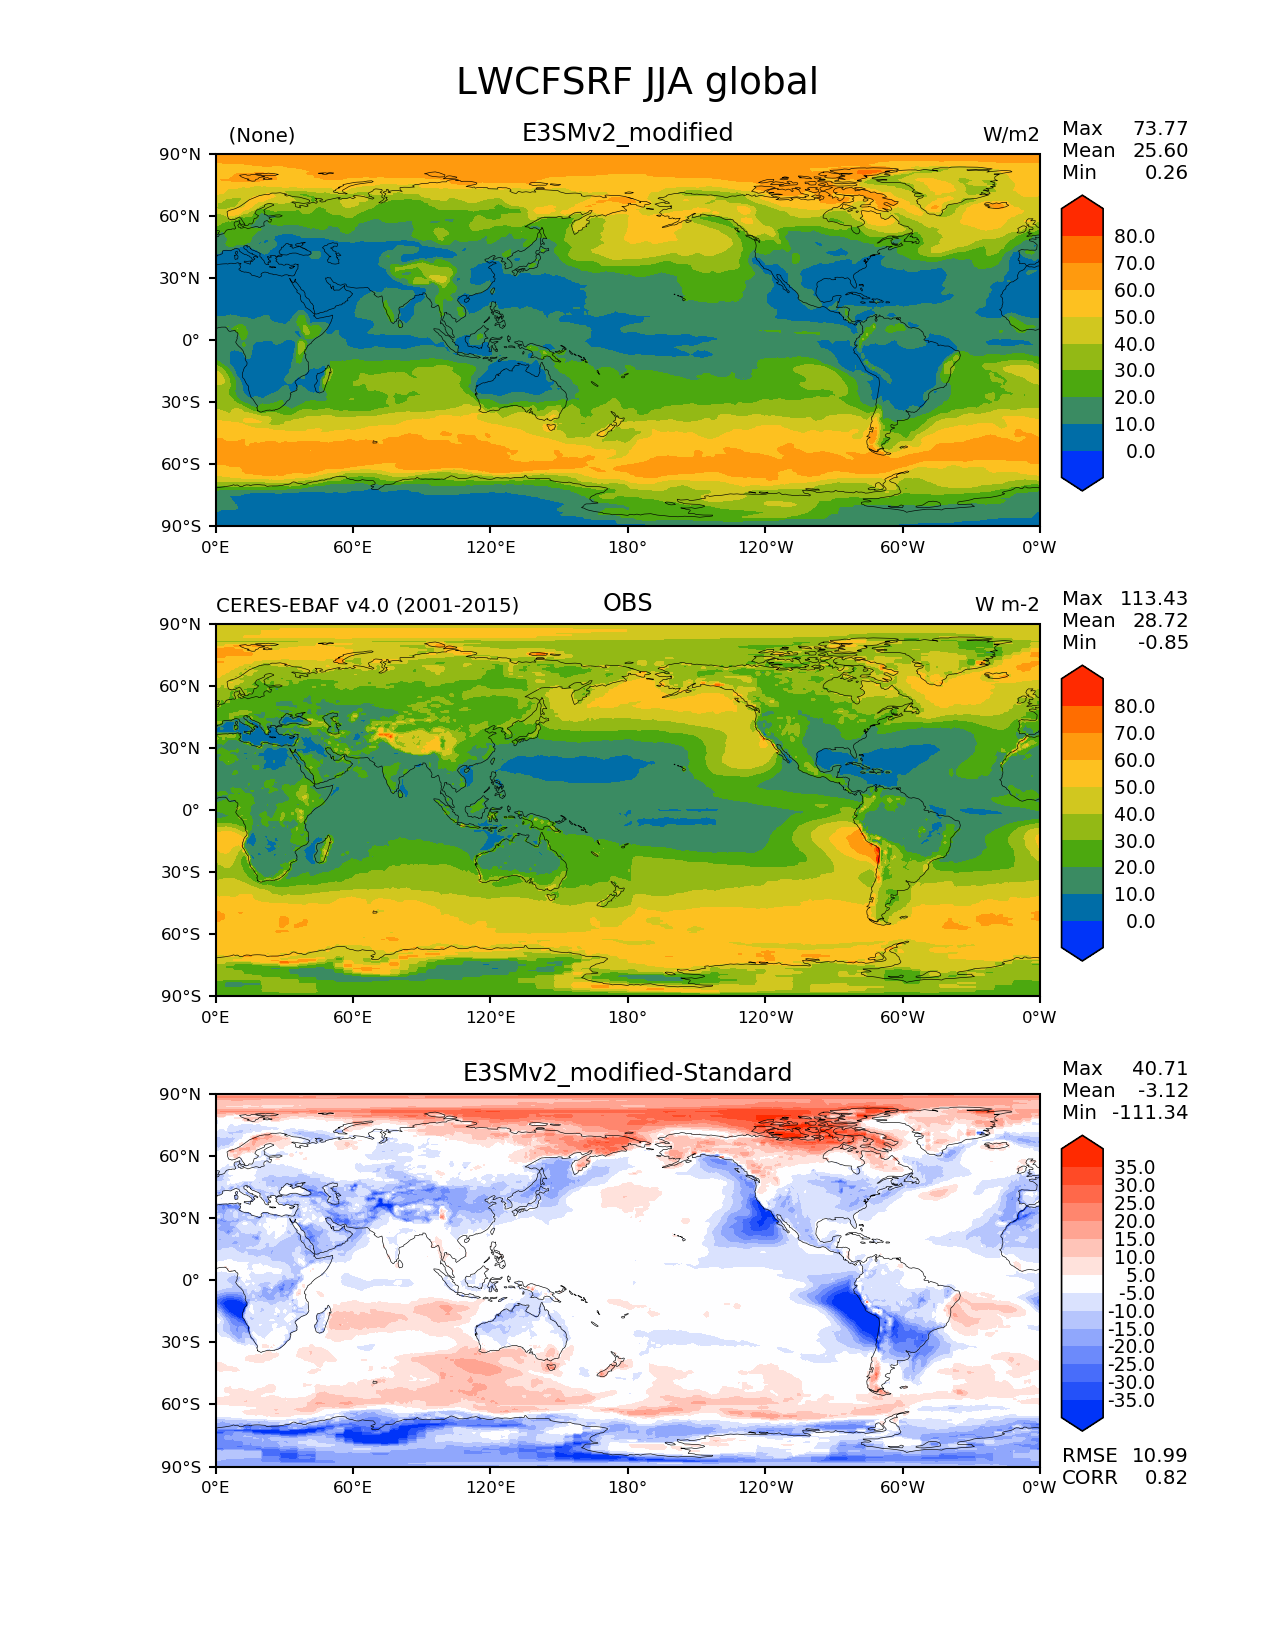 LWCFSRF JJA global
(None) E3SMv2_modified W/m2
Max 73.77
Mean 25.60
Min 0.26
90°N
60°N
30°N
0°
30°S
60°S
90°S
0°E 60°E 120°E 180° 120°W 60°W 0°W
80.0
70.0
60.0
50.0
40.0
30.0
20.0
10.0
0.0
CERES-EBAF v4.0 (2001-2015) OBS W m-2
Max 113.43
Mean 28.72
Min -0.85
90°N
60°N
30°N
0°
30°S
60°S
90°S
0°E 60°E 120°E 180° 120°W 60°W 0°W
80.0
70.0
60.0
50.0
40.0
30.0
20.0
10.0
0.0
E3SMv2_modified-Standard
Max 40.71
Mean -3.12
Min -111.34
90°N
60°N
30°N
0°
30°S
60°S
90°S
0°E 60°E 120°E 180° 120°W 60°W 0°W
35.0
30.0
25.0
20.0
15.0
10.0
5.0
-5.0
-10.0
-15.0
-20.0
-25.0
-30.0
-35.0
RMSE 10.99
CORR 0.82